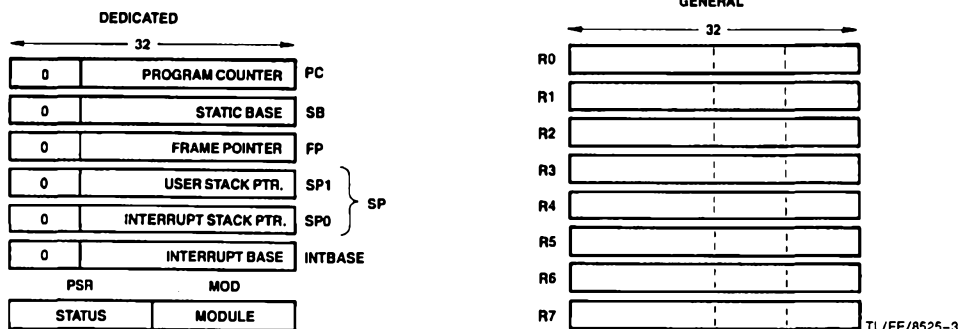 DEDICATED
32
0 PROGRAM COUNTER PC
0 STATIC BASE SB
0 FRAME POINTER FP
0 USER STACK PTR. SP1
SP
0 INTERRUPT STACK PTR. SP0
0 INTERRUPT BASE INTBASE
PSR MOD
STATUS MODULE
GENERAL
32
R0
R1
R2
R3
R4
R5
R6
R7
TL/EE/8525-3